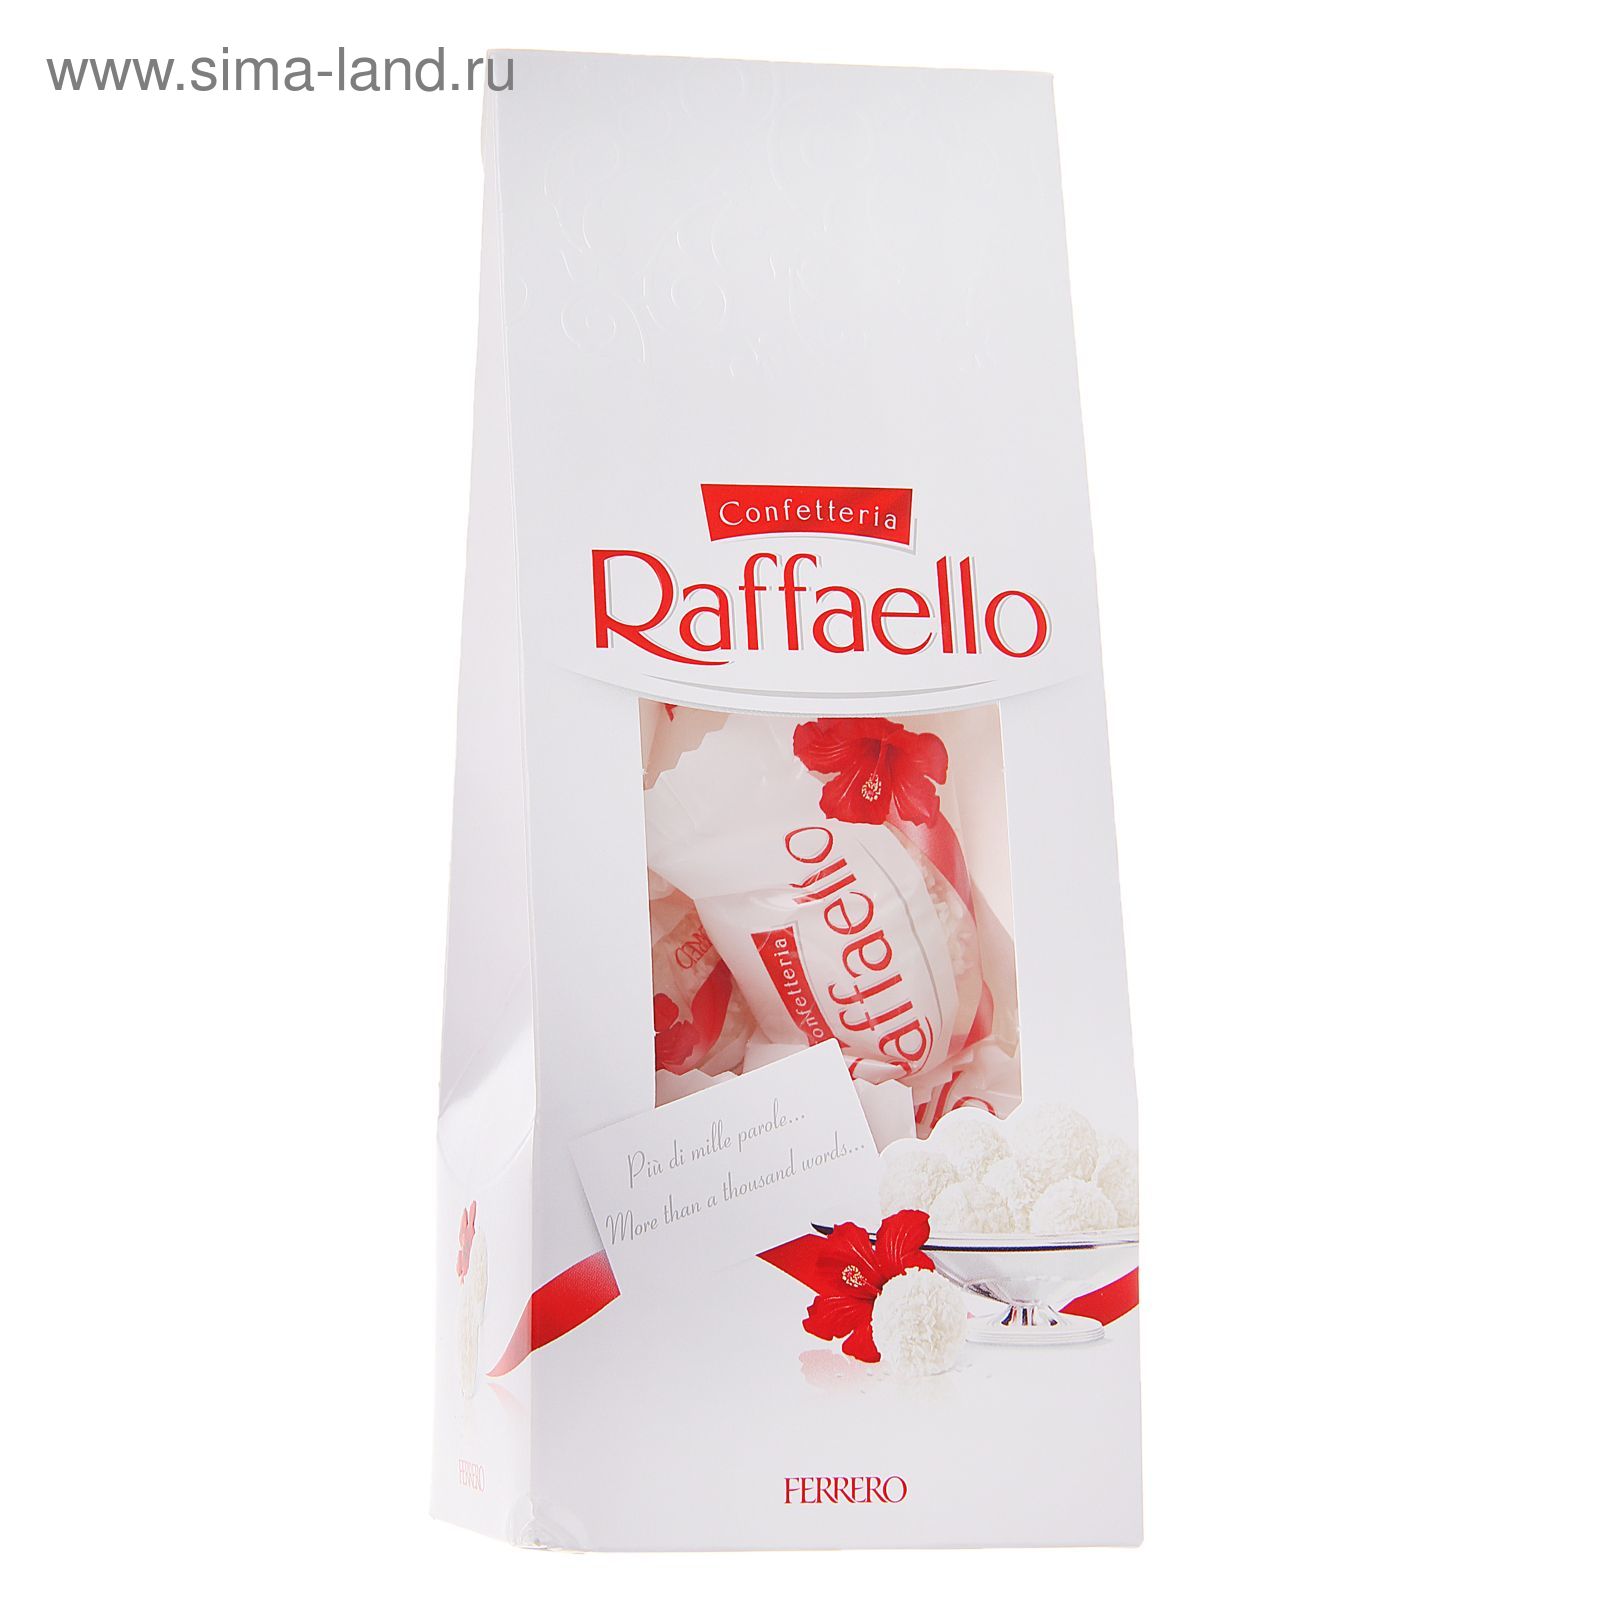 www.sima-land.ru
Confetteria
Raffaello
Raffaello
Confetteria
Più di mille parole...
More than a thousand words...
FERRERO
FERRERO